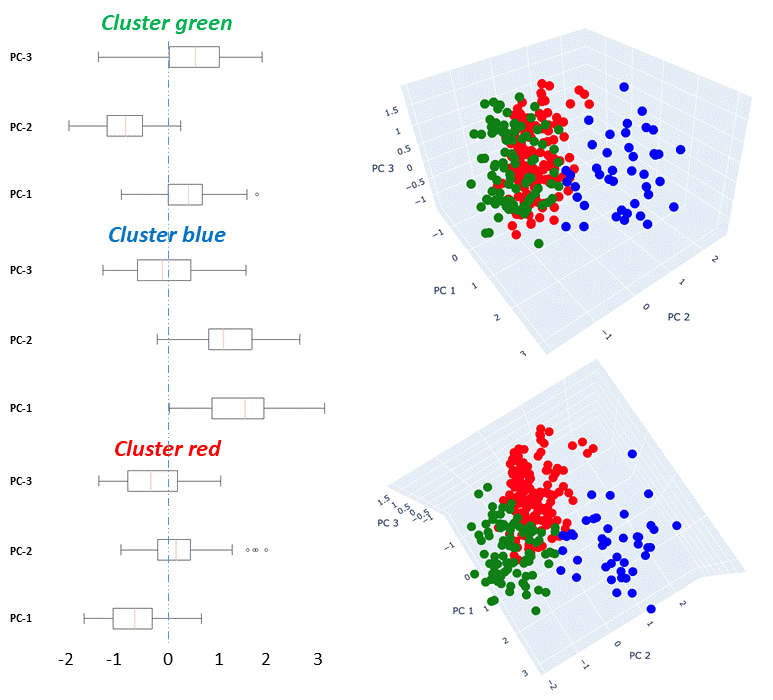 Cluster green
PC-3
PC-2
PC-1
Cluster blue
PC-3
PC-2
PC-1
Cluster red
PC-3
PC-2
PC-1
-2 -1 0 1 2 3
1.5
1
0.5
0
−0.5
−1
PC 3
−1
0
1
2
3
PC 1
−1
0
1
2
PC 2
1.5
1
0.5
0
−0.5
−1
PC 3
−1
0
1
2
3
PC 1
−2
−1
0
1
2
PC 2